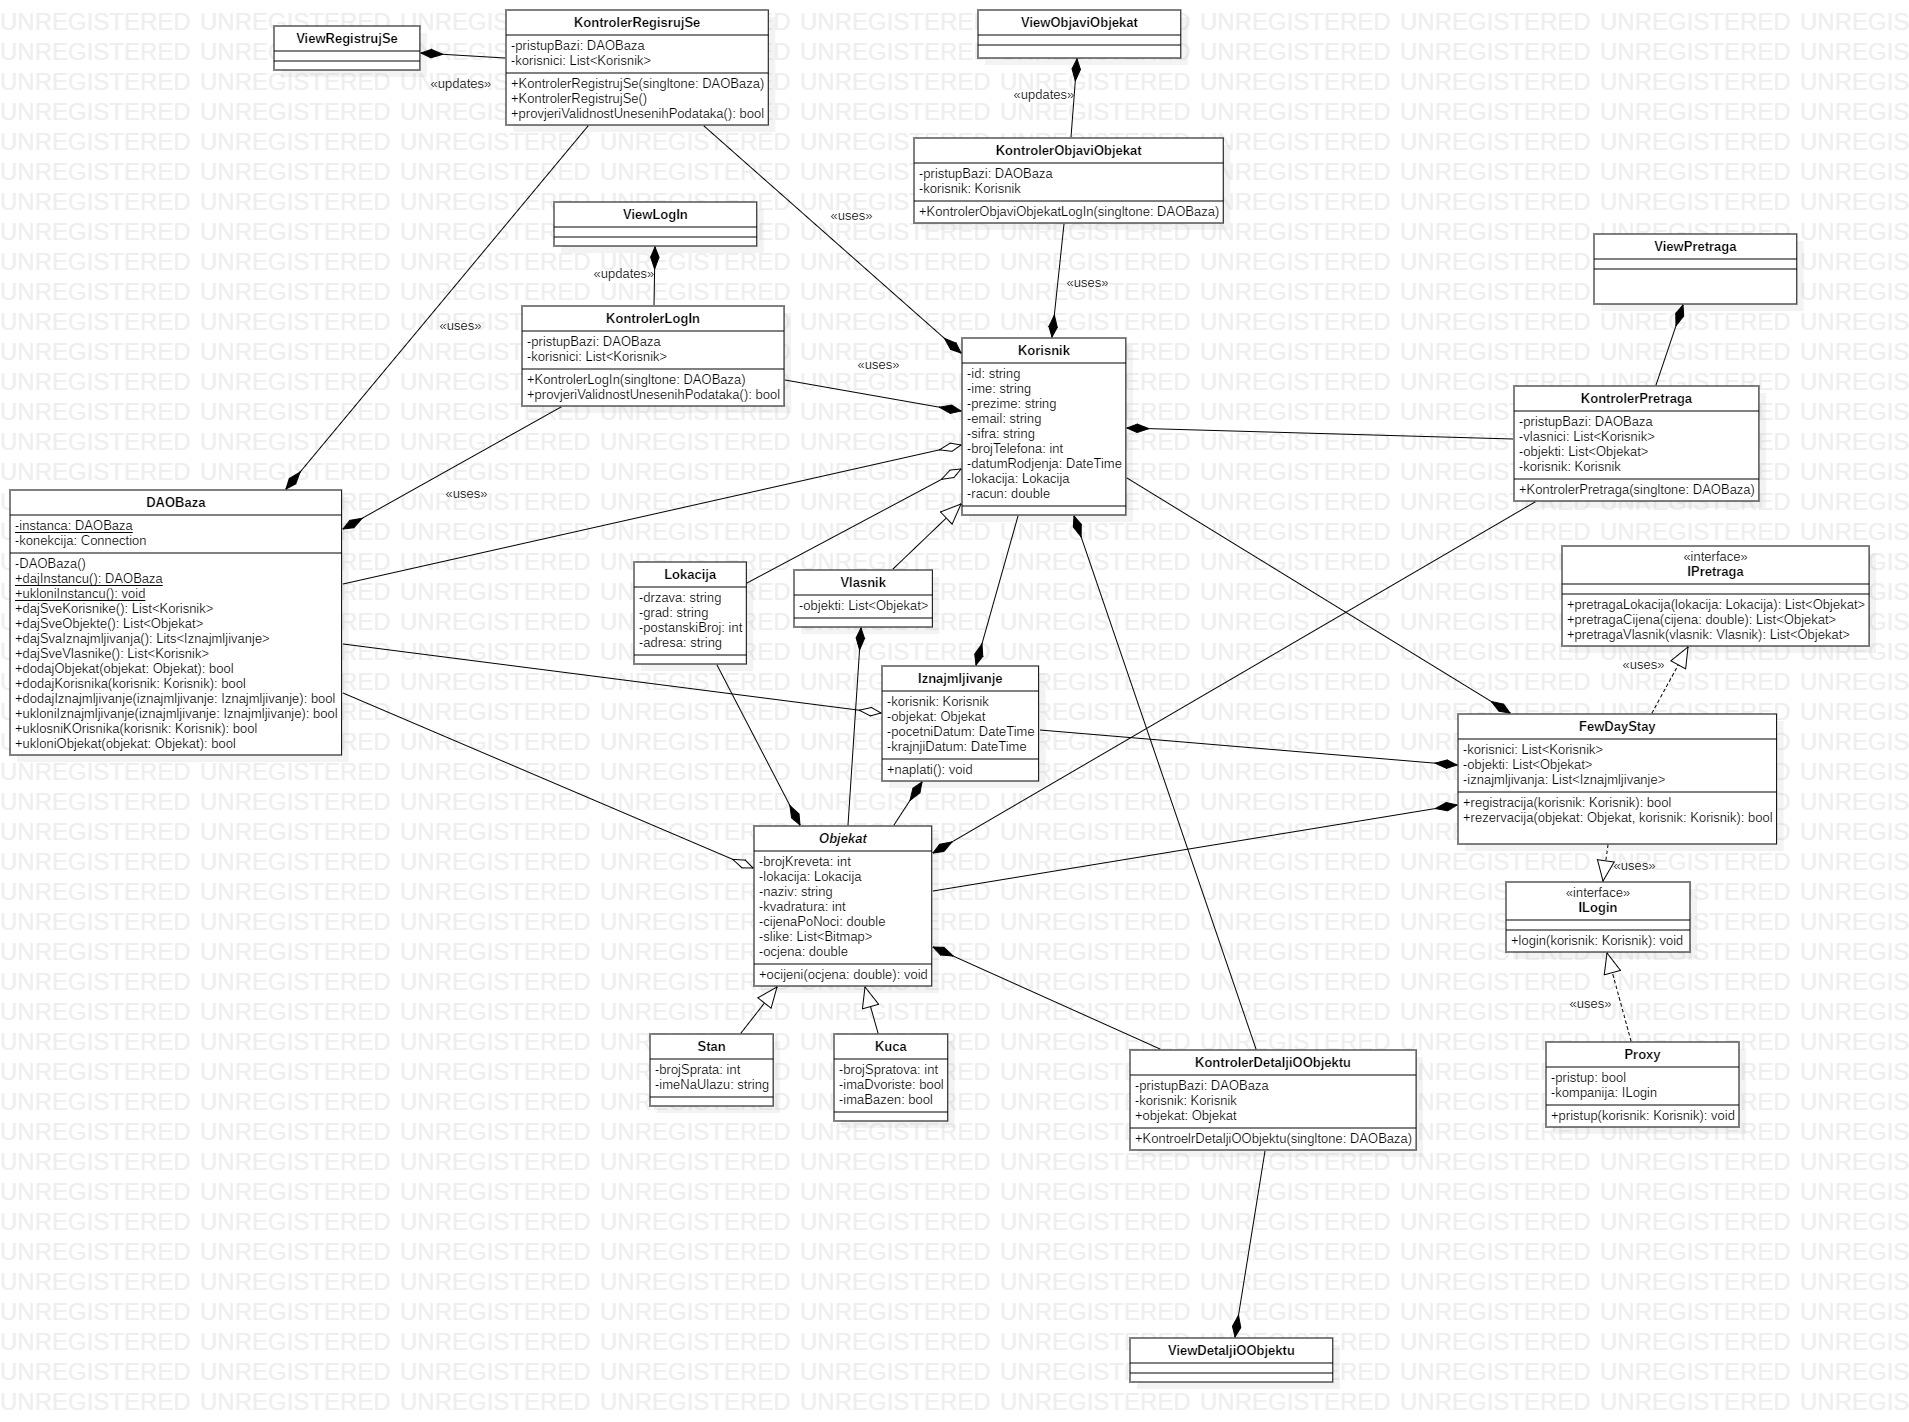 ViewRegistrujSe
«updates»
KontrolerRegisrujSe
-pristupBazi: DAOBaza
-korisnici: List<Korisnik>
+KontrolerRegistrujSe(singltone: DAOBaza)
+KontrolerRegistrujSe()
+provjeriValidnostUnesenihPodataka(): bool
ViewObjaviObjekat
«updates»
KontrolerObjaviObjekat
-pristupBazi: DAOBaza
-korisnik: Korisnik
+KontrolerObjaviObjekatLogIn(singltone: DAOBaza)
«uses»
«uses»
ViewLogIn
«updates»
KontrolerLogIn
-pristupBazi: DAOBaza
-korisnici: List<Korisnik>
+KontrolerLogIn(singltone: DAOBaza)
+provjeriValidnostUnesenihPodataka(): bool
«uses»
«uses»
«uses»
Korisnik
-id: string
-ime: string
-prezime: string
-email: string
-sifra: string
-brojTelefona: int
-datumRodjenja: DateTime
-lokacija: Lokacija
-racun: double
ViewPretraga
KontrolerPretraga
-pristupBazi: DAOBaza
-vlasnici: List<Korisnik>
-objekti: List<Objekat>
-korisnik: Korisnik
+KontrolerPretraga(singltone: DAOBaza)
DAOBaza
-instanca: DAOBaza
-konekcija: Connection
-DAOBaza()
+dajInstancu(): DAOBaza
+ukloniInstancu(): void
+dajSveKorisnike(): List<Korisnik>
+dajSveObjekte(): List<Objekat>
+dajSvaIznajmljivanja(): Lits<Iznajmljivanje>
+dajSveVlasnike(): List<Korisnik>
+dodajObjekat(objekat: Objekat): bool
+dodajKorisnika(korisnik: Korisnik): bool
+dodajIznajmljivanje(iznajmljivanje: Iznajmljivanje): bool
+ukloniIznajmljivanje(iznajmljivanje: Iznajmljivanje): bool
+uklosniKOrisnika(korisnik: Korisnik): bool
+ukloniObjekat(objekat: Objekat): bool
Lokacija
-drzava: string
-grad: string
-postanskiBroj: int
-adresa: string
Vlasnik
-objekti: List<Objekat>
Iznajmljivanje
-korisnik: Korisnik
-objekat: Objekat
-pocetniDatum: DateTime
-krajnjiDatum: DateTime
+naplati(): void
«interface»
IPretraga
+pretragaLokacija(lokacija: Lokacija): List<Objekat>
+pretragaCijena(cijena: double): List<Objekat>
+pretragaVlasnik(vlasnik: Vlasnik): List<Objekat>
«uses»
FewDayStay
-korisnici: List<Korisnik>
-objekti: List<Objekat>
-iznajmljivanja: List<Iznajmljivanje>
+registracija(korisnik: Korisnik): bool
+rezervacija(objekat: Objekat, korisnik: Korisnik): bool
«uses»
«interface»
ILogin
+login(korisnik: Korisnik): void
«uses»
Proxy
-pristup: bool
-kompanija: ILogin
+pristup(korisnik: Korisnik): void
Objekat
-brojKreveta: int
-lokacija: Lokacija
-naziv: string
-kvadratura: int
-cijenaPoNoci: double
-slike: List<Bitmap>
-ocjena: double
+ocijeni(ocjena: double): void
Stan
-brojSprata: int
-imeNaUlazu: string
Kuca
-brojSpratova: int
-imaDvoriste: bool
-imaBazen: bool
KontrolerDetaljiOObjektu
-pristupBazi: DAOBaza
-korisnik: Korisnik
+objekat: Objekat
+KontroelrDetaljiOObjektu(singltone: DAOBaza)
ViewDetaljiOObjektu